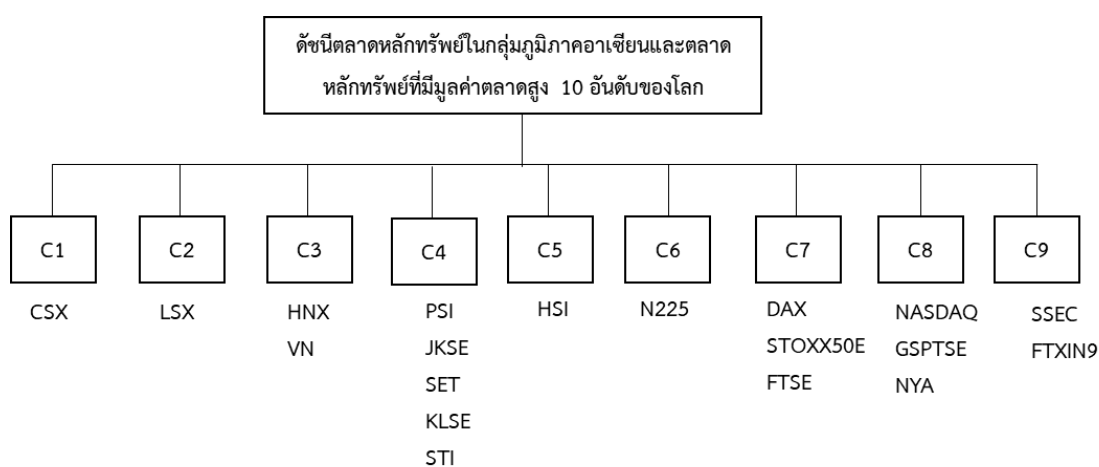 ดัชนีตลาดหลักทรัพย์ในกลุ่มภูมิภาคอาเซียนและตลาด
หลักทรัพย์ที่มีมูลค่าตลาดสูง 10 อันดับของโลก
C1
CSX
C2
LSX
C3
HNX
VN
C4
PSI
JKSE
SET
KLSE
STI
C5
HSI
C6
N225
C7
DAX
STOXX50E
FTSE
C8
NASDAQ
GSPTSE
NYA
C9
SSEC
FTXIN9